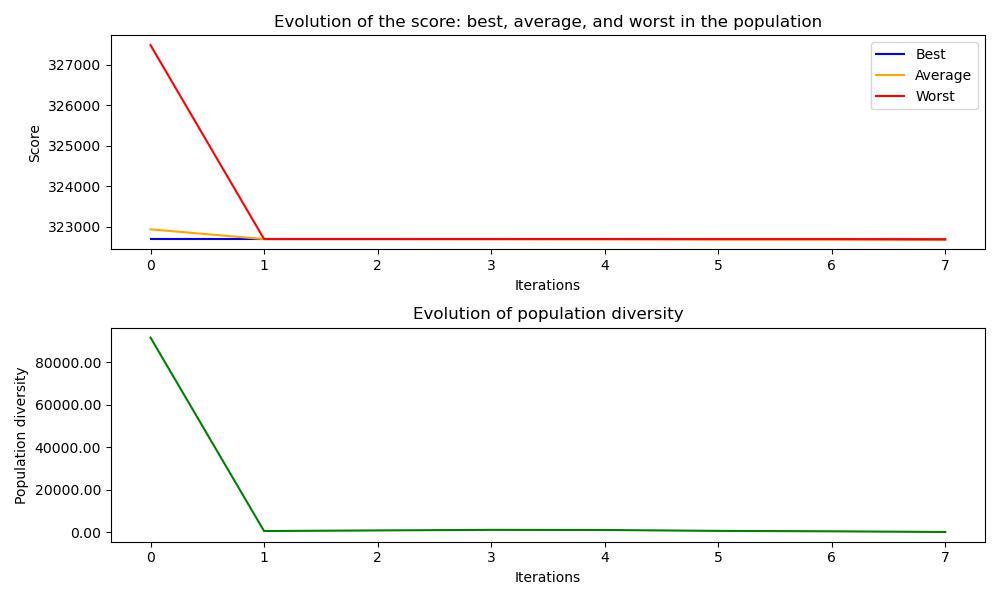 Evolution of the score: best, average, and worst in the population
327000
326000
325000
324000
323000
Score
Best
Average
Worst
0 1 2 3 4 5 6 7
Iterations
Evolution of population diversity
80000.00
60000.00
40000.00
20000.00
0.00
Population diversity
0 1 2 3 4 5 6 7
Iterations